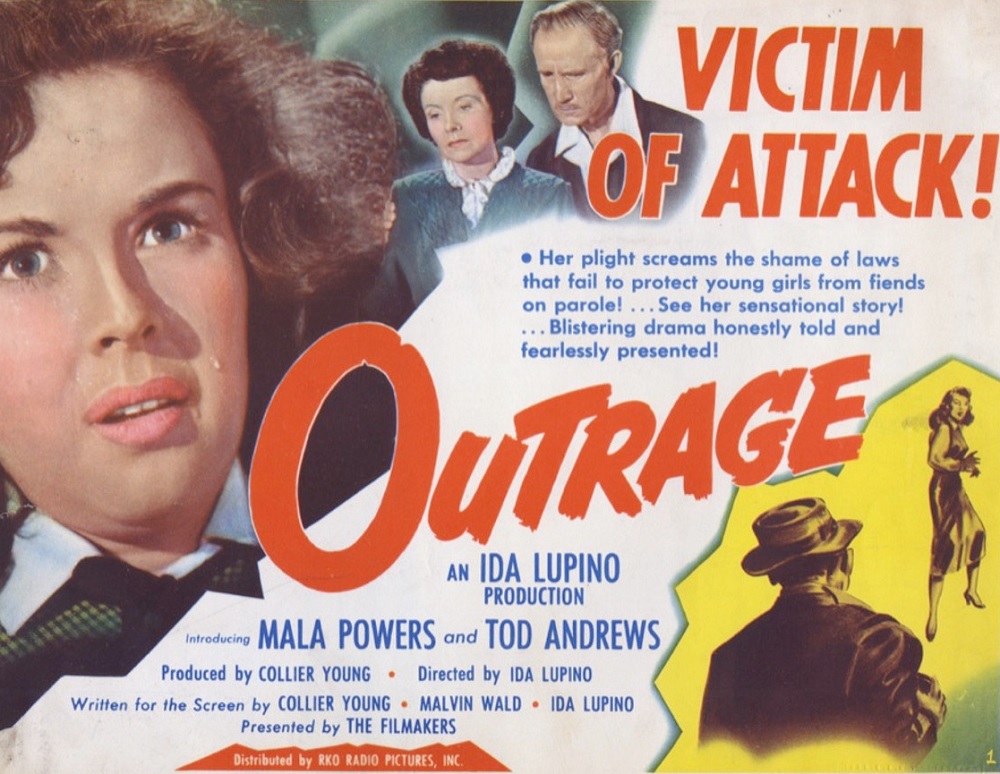 VICTIM
OF ATTACK!
• Her plight screams the shame of laws
that fail to protect young girls from fiends
on parole! ...See her sensational story!
...Blistering drama honestly told and
fearlessly presented!
OUTRAGE
AN IDA LUPINO
PRODUCTION
Introducing MALA POWERS and TOD ANDREWS
Produced by COLLIER YOUNG • Directed by IDA LUPINO
Written for the Screen by COLLIER YOUNG • MALVIN WALD • IDA LUPINO
Presented by THE FILMAKERS
Distributed by RKO RADIO PICTURES, INC.
1